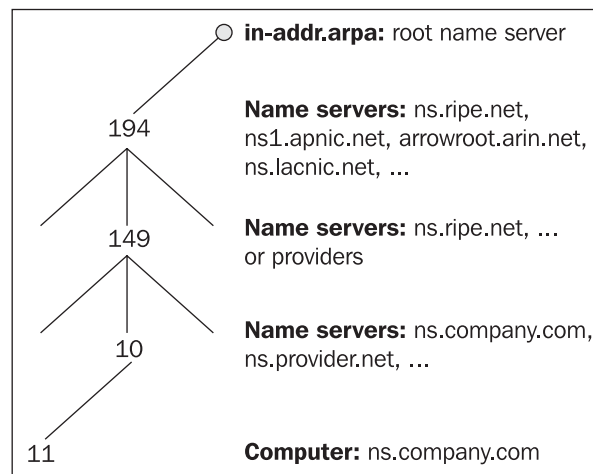 in-addr.arpa: root name server
194
Name servers: ns.ripe.net,
ns1.apnic.net, arrowroot.arin.net,
ns.lacnic.net, ...
149
Name servers: ns.ripe.net, ...
or providers
10
Name servers: ns.company.com,
ns.provider.net, ...
11
Computer: ns.company.com